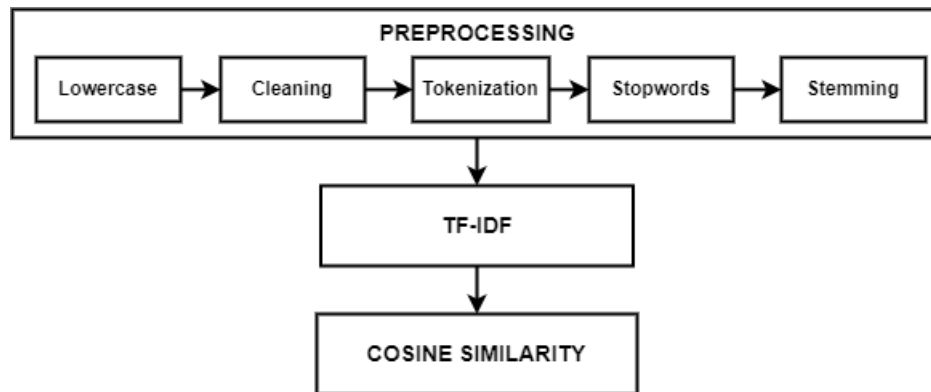 PREPROCESSING
Lowercase
Cleaning
Tokenization
Stopwords
Stemming
TF-IDF
COSINE SIMILARITY